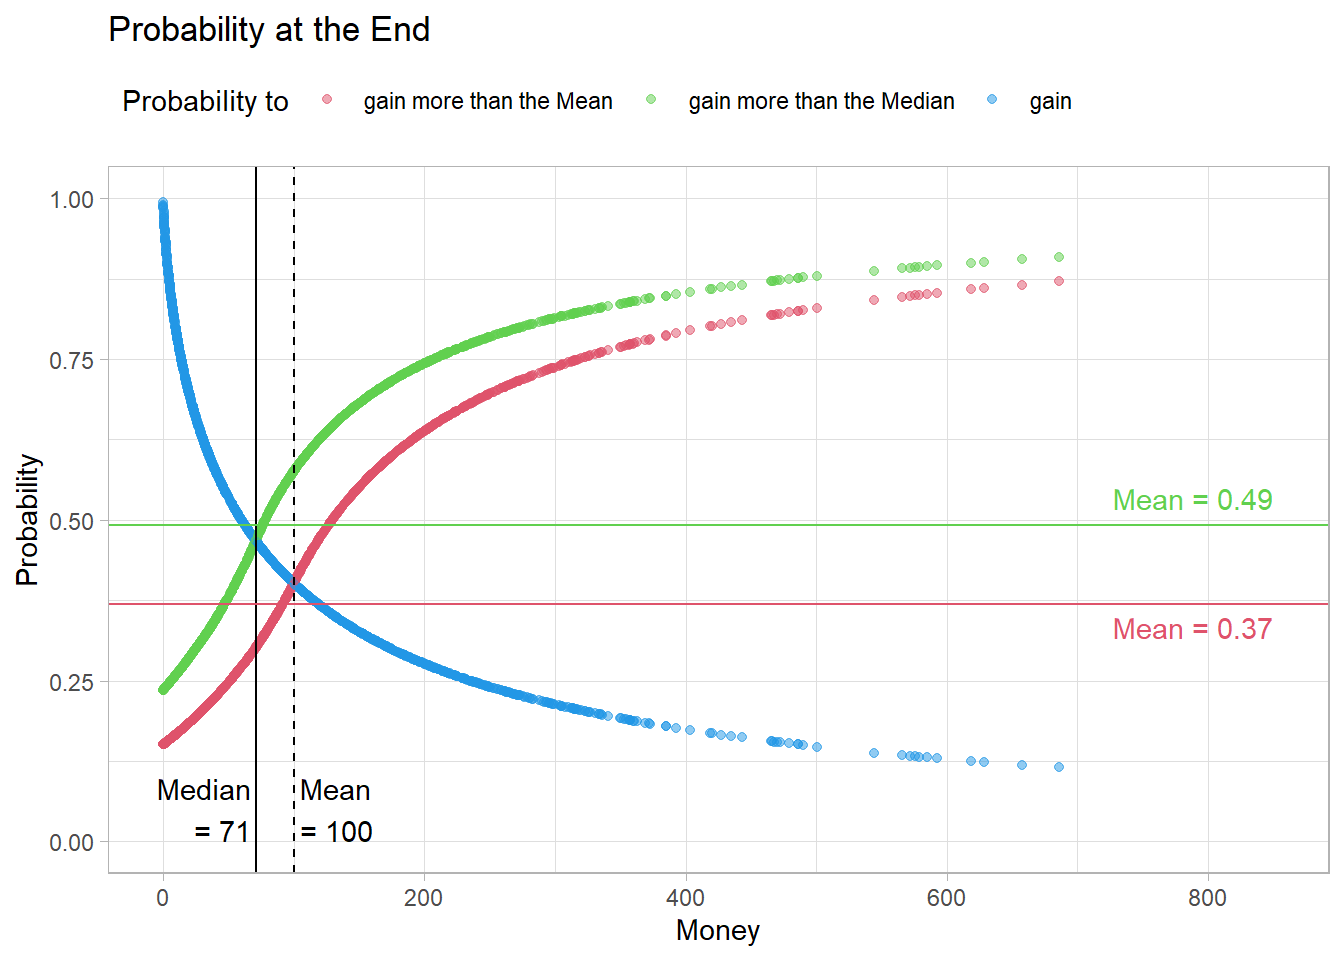 Probability at the End
Probability to gain more than the Mean gain more than the Median gain
Probability
1.00
0.75
0.50
0.25
0.00
Mean = 0.49
Mean = 0.37
Median
= 71
Mean
= 100
0 200 400 600 800
Money